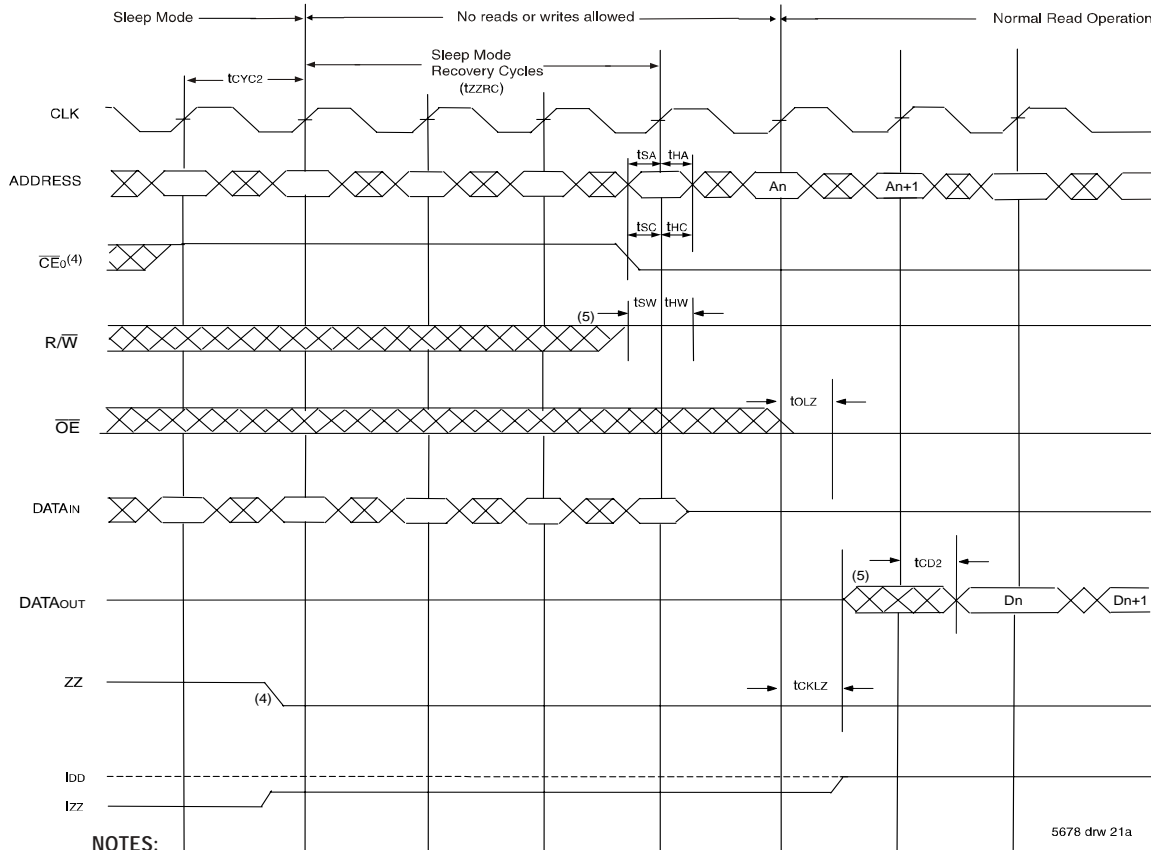 Sleep Mode
No reads or writes allowed
Normal Read Operation
Sleep Mode
Recovery Cycles
(tZZRC)
tCYC2
CLK
tSA tHA
ADDRESS
An
An+1
tSC tHC
CE0(4)
tSW tHW
(5)
R/W
tOLZ
OE
DATAIN
tCD2
(5)
DATAOUT
Dn
Dn+1
ZZ
(4)
tCKLZ
IDD
IZZ
5678 drw 21a
NOTES: